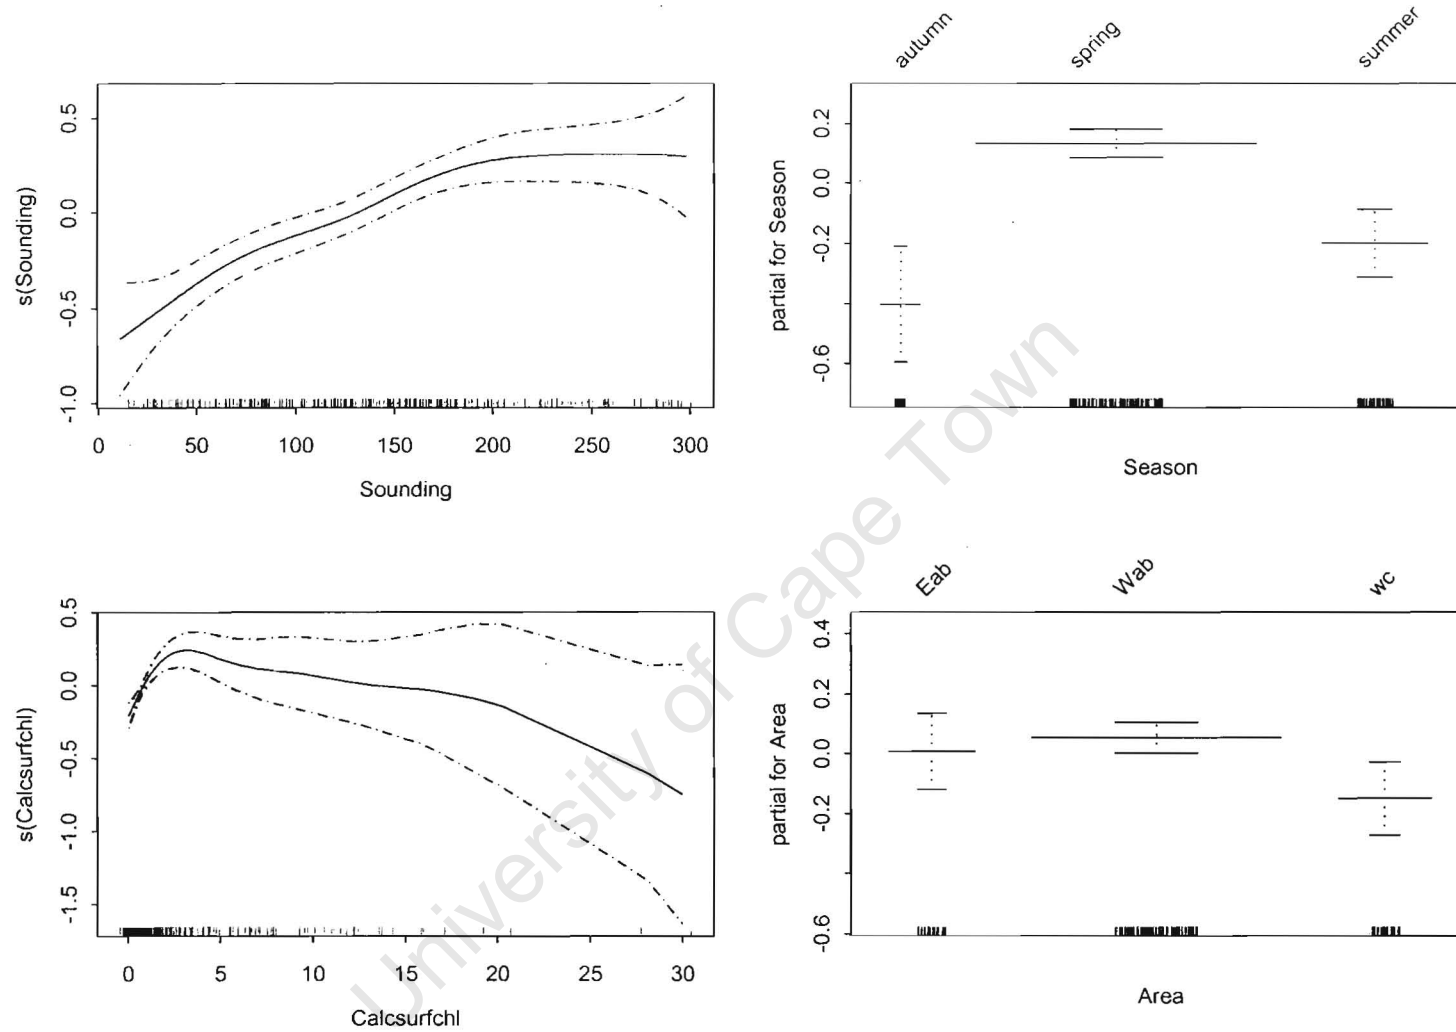 autumn
spring
summer
s(Sounding)
0.5
0.0
-0.5
-1.0
0 50 100 150 200 250 300
Sounding
partial for Season
0.2
0.0
-0.2
-0.6
Season
s(Calcsurfchl)
0.5
0.0
-0.5
-1.0
-1.5
0 5 10 15 20 25 30
Calcsurfchl
Eab
Wab
wc
partial for Area
0.4
0.2
0.0
-0.2
-0.6
Area
University of Cape Town